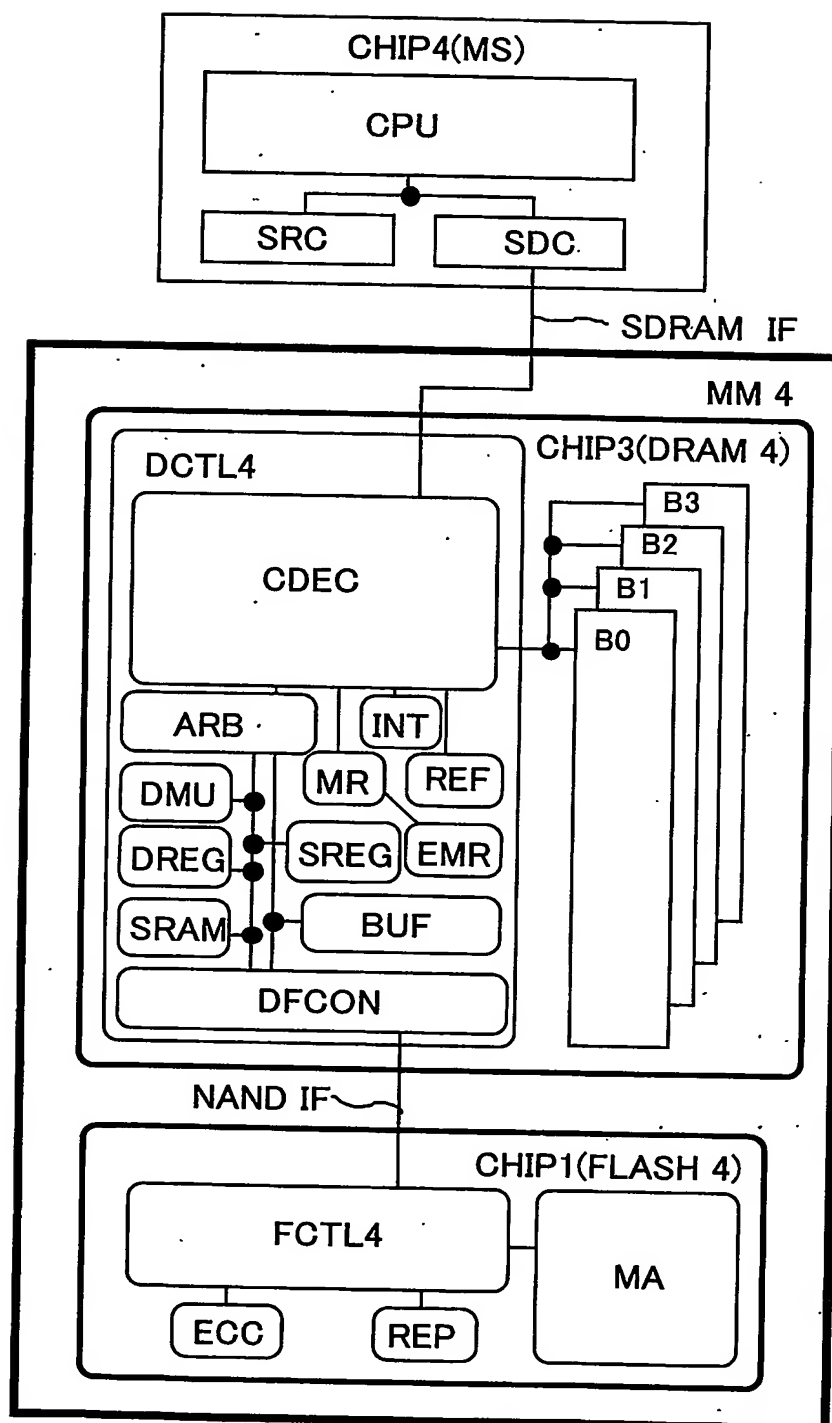 CHIP4(MS)
CPU
SRC
SDC
SDRAM IF
MM 4
CHIP3(DRAM 4)
DCTL4
B3
B2
CDEC
B1
B0
ARB
INT
MR
REF
DMU
DREG
SREG
EMR
SRAM
BUF
DFCON
NAND IF
CHIP1(FLASH 4)
FCTL4
MA
ECC
REP